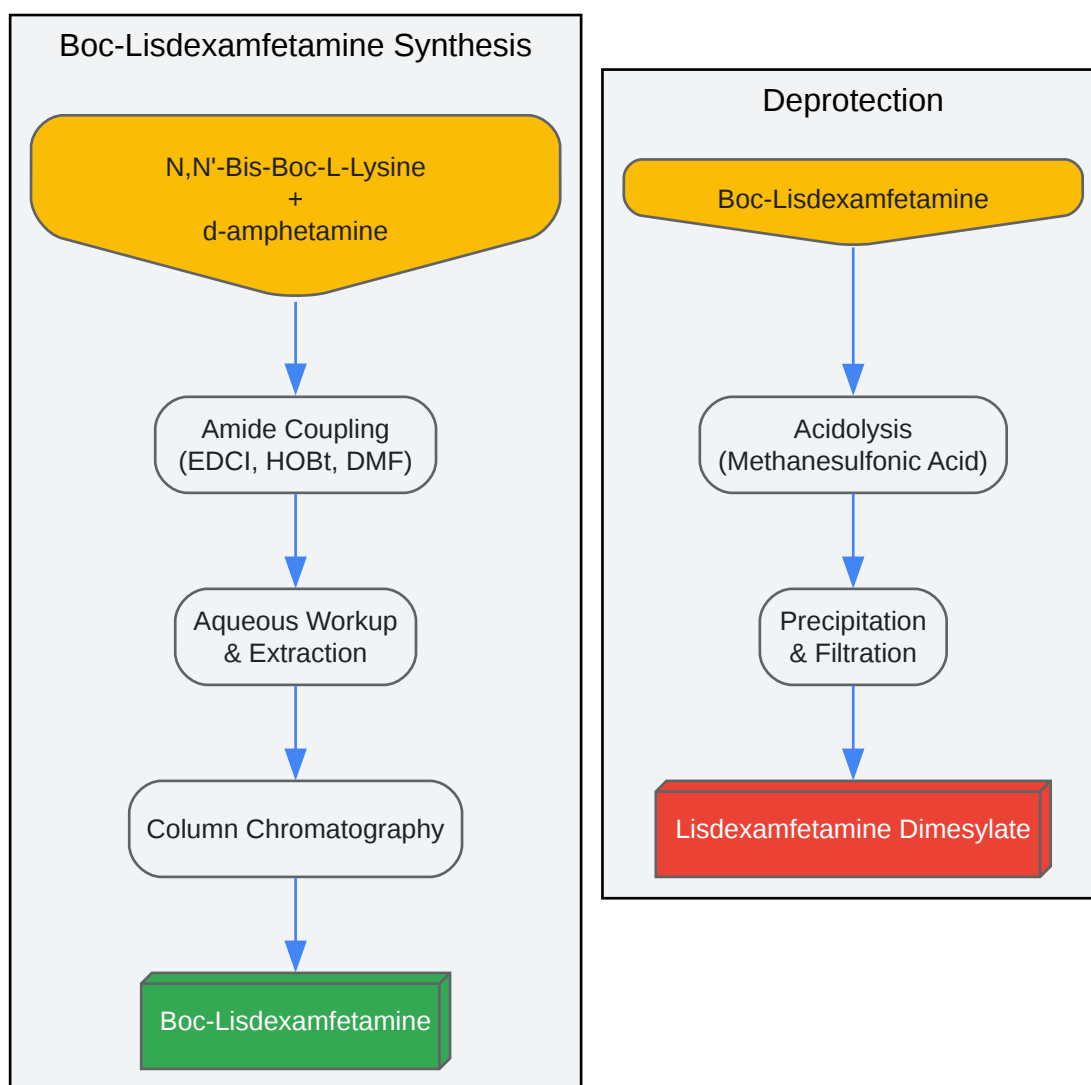 Boc-Lisdexamfetamine Synthesis
N,N'-Bis-Boc-L-Lysine
+
d-amphetamine
Amide Coupling
(EDCI, HOBt, DMF)
Aqueous Workup
& Extraction
Column Chromatography
Boc-Lisdexamfetamine
Deprotection
Boc-Lisdexamfetamine
Acidolysis
(Methanesulfonic Acid)
Precipitation
& Filtration
Lisdexamfetamine Dimesylate